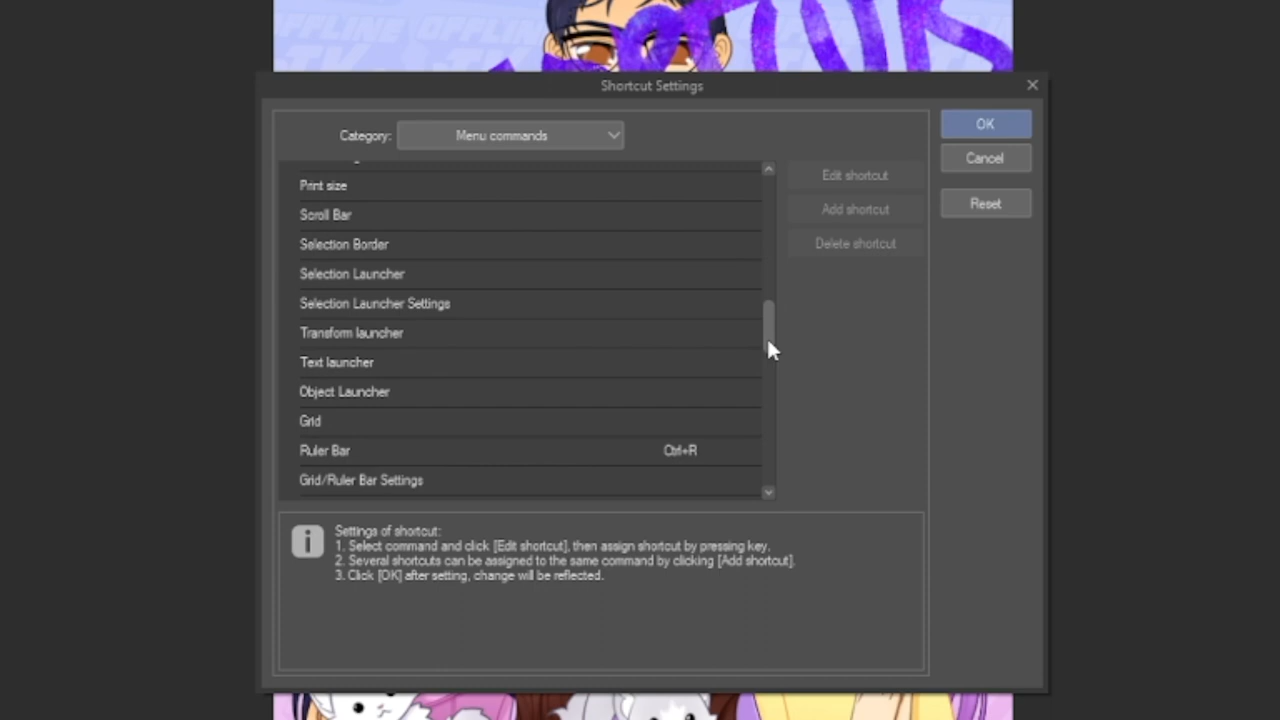 OFFLINE OFFLINE
TV
Shortcut Settings
Category: Menu commands
OK
Cancel
Reset
Edit shortcut
Add shortcut
Delete shortcut
Print size
Scroll Bar
Selection Border
Selection Launcher
Selection Launcher Settings
Transform launcher
Text launcher
Object Launcher
Grid
Ruler Bar Ctrl+R
Grid/Ruler Bar Settings
Settings of shortcut:
1. Select command and click [Edit shortcut], then assign shortcut by pressing key.
2. Several shortcuts can be assigned to the same command by clicking [Add shortcut].
3. Click [OK] after setting, change will be reflected.